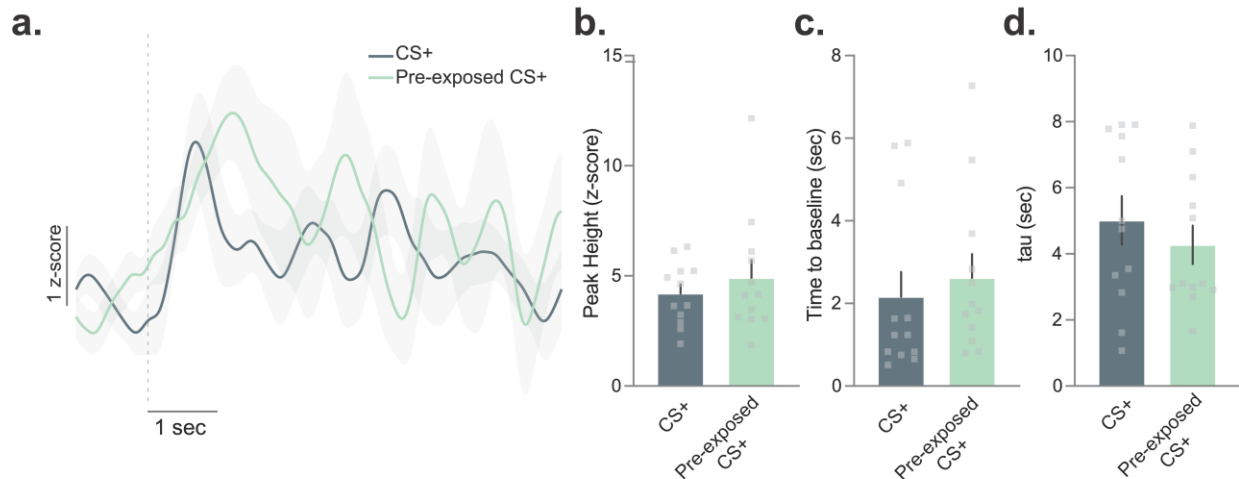 a.
CS+
Pre-exposed CS+
1 z-score
1 sec
b.
Peak Height (z-score)
15
10
5
0
CS+
Pre-exposed
CS+
c.
Time to baseline (sec)
8
6
4
2
0
CS+
Pre-exposed
CS+
d.
tau (sec)
10
8
6
4
2
0
CS+
Pre-exposed
CS+